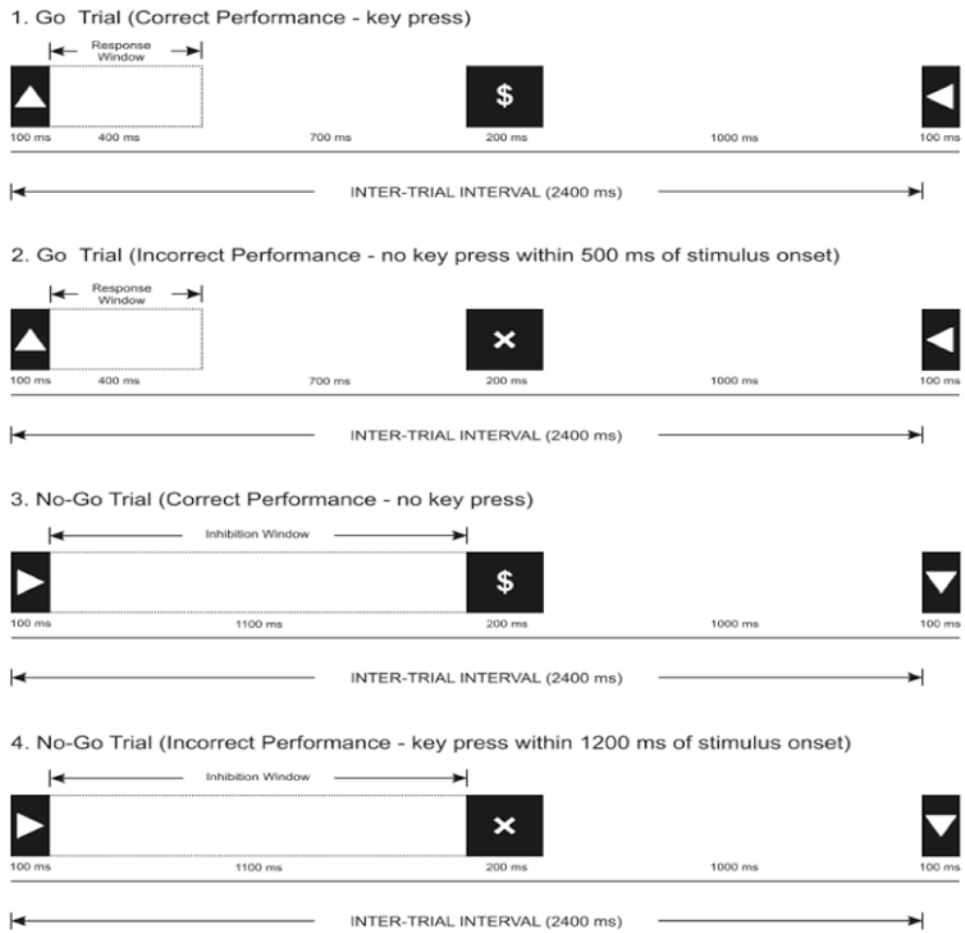 1. Go Trial (Correct Performance - key press)
Response
Window
$
100 ms 400 ms 700 ms 200 ms 1000 ms 100 ms
INTER-TRIAL INTERVAL (2400 ms)
2. Go Trial (Incorrect Performance - no key press within 500 ms of stimulus onset)
Response
Window
×
100 ms 400 ms 700 ms 200 ms 1000 ms 100 ms
INTER-TRIAL INTERVAL (2400 ms)
3. No-Go Trial (Correct Performance - no key press)
Inhibition Window
$
100 ms 1100 ms 200 ms 1000 ms 100 ms
INTER-TRIAL INTERVAL (2400 ms)
4. No-Go Trial (Incorrect Performance - key press within 1200 ms of stimulus onset)
Inhibition Window
×
100 ms 1100 ms 200 ms 1000 ms 100 ms
INTER-TRIAL INTERVAL (2400 ms)